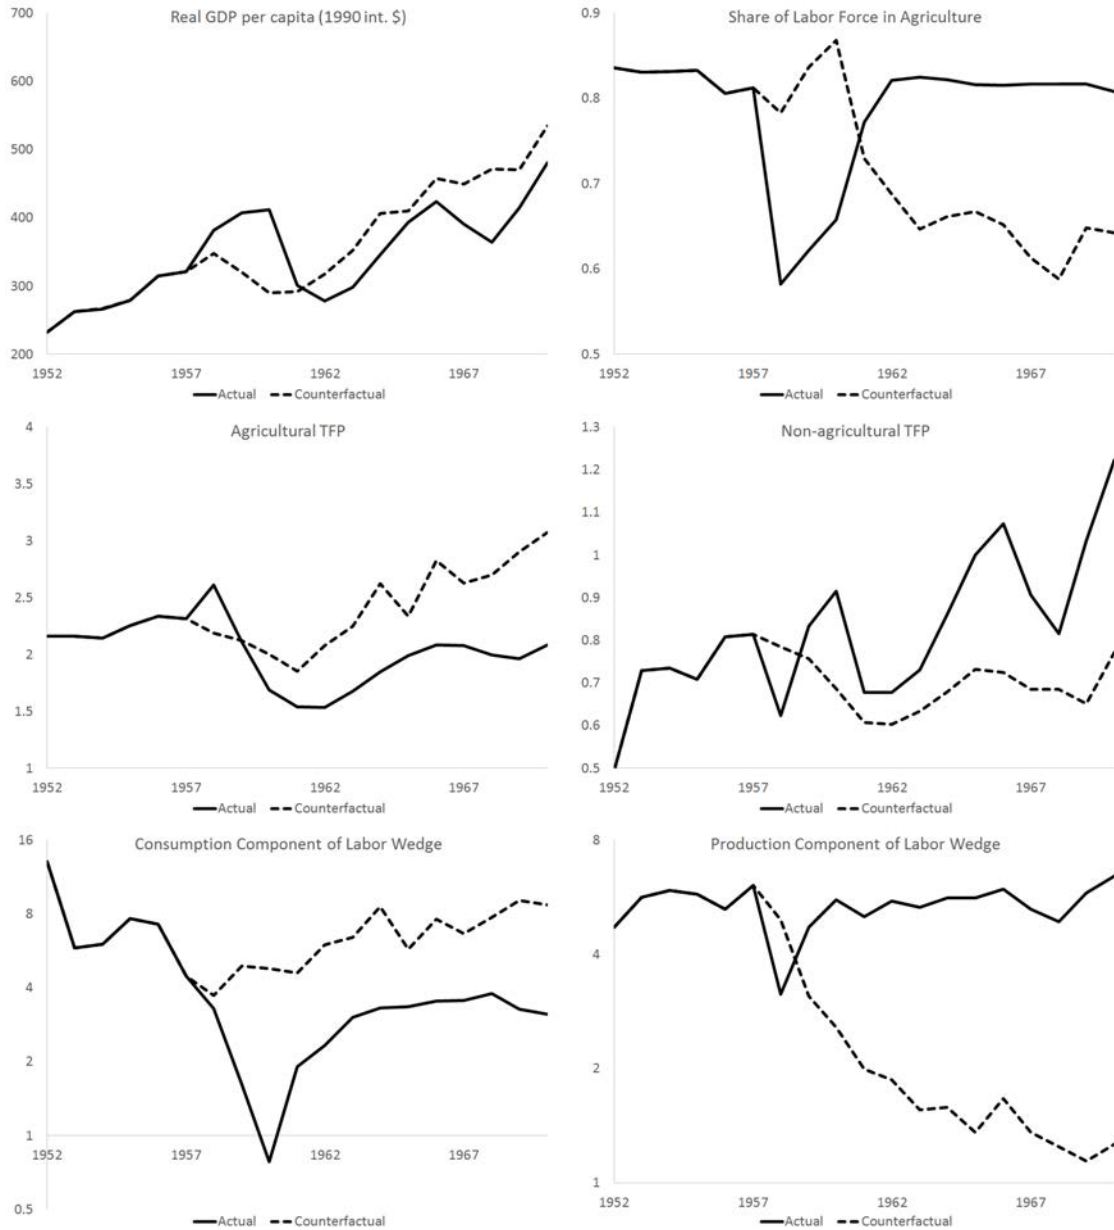 Real GDP per capita (1990 int. $)
700
600
500
400
300
200
1952 1957 1962 1967
Actual Counterfactual
Share of Labor Force in Agriculture
0.9
0.8
0.7
0.6
0.5
1952 1957 1962 1967
Actual Counterfactual
Agricultural TFP
4
3.5
3
2.5
2
1.5
1
1952 1957 1962 1967
Actual Counterfactual
Non-agricultural TFP
1.3
1.2
1.1
1
0.9
0.8
0.7
0.6
0.5
1952 1957 1962 1967
Actual Counterfactual
Consumption Component of Labor Wedge
16
8
4
2
1
1952 1957 1962 1967
0.5
Actual Counterfactual
Production Component of Labor Wedge
8
4
2
1
1952 1957 1962 1967
Actual Counterfactual